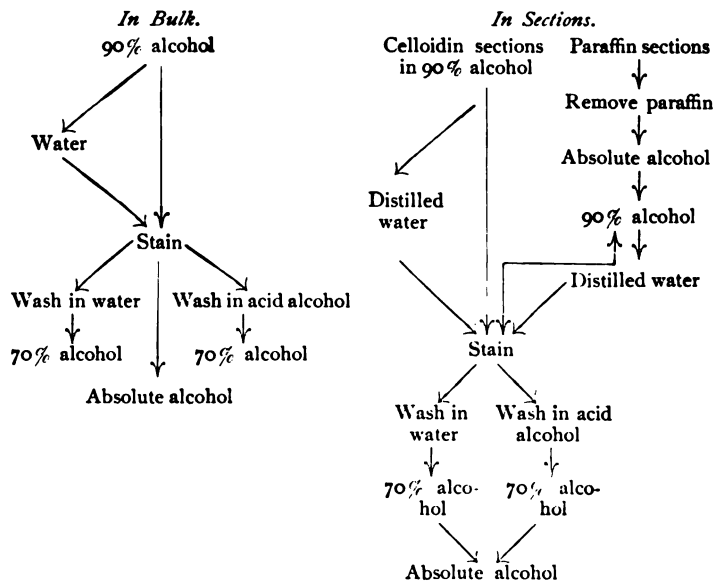 In Bulk.
90% alcohol
Water
Stain
Wash in water
Wash in acid alcohol
70% alcohol
70% alcohol
Absolute alcohol
In Sections.
Celloidin sections
in 90% alcohol
Paraffin sections
Remove paraffin
Absolute alcohol
90% alcohol
Distilled
water
Distilled water
Stain
Wash in
water
Wash in acid
alcohol
70% alco-
hol
70% alco-
hol
Absolute alcohol